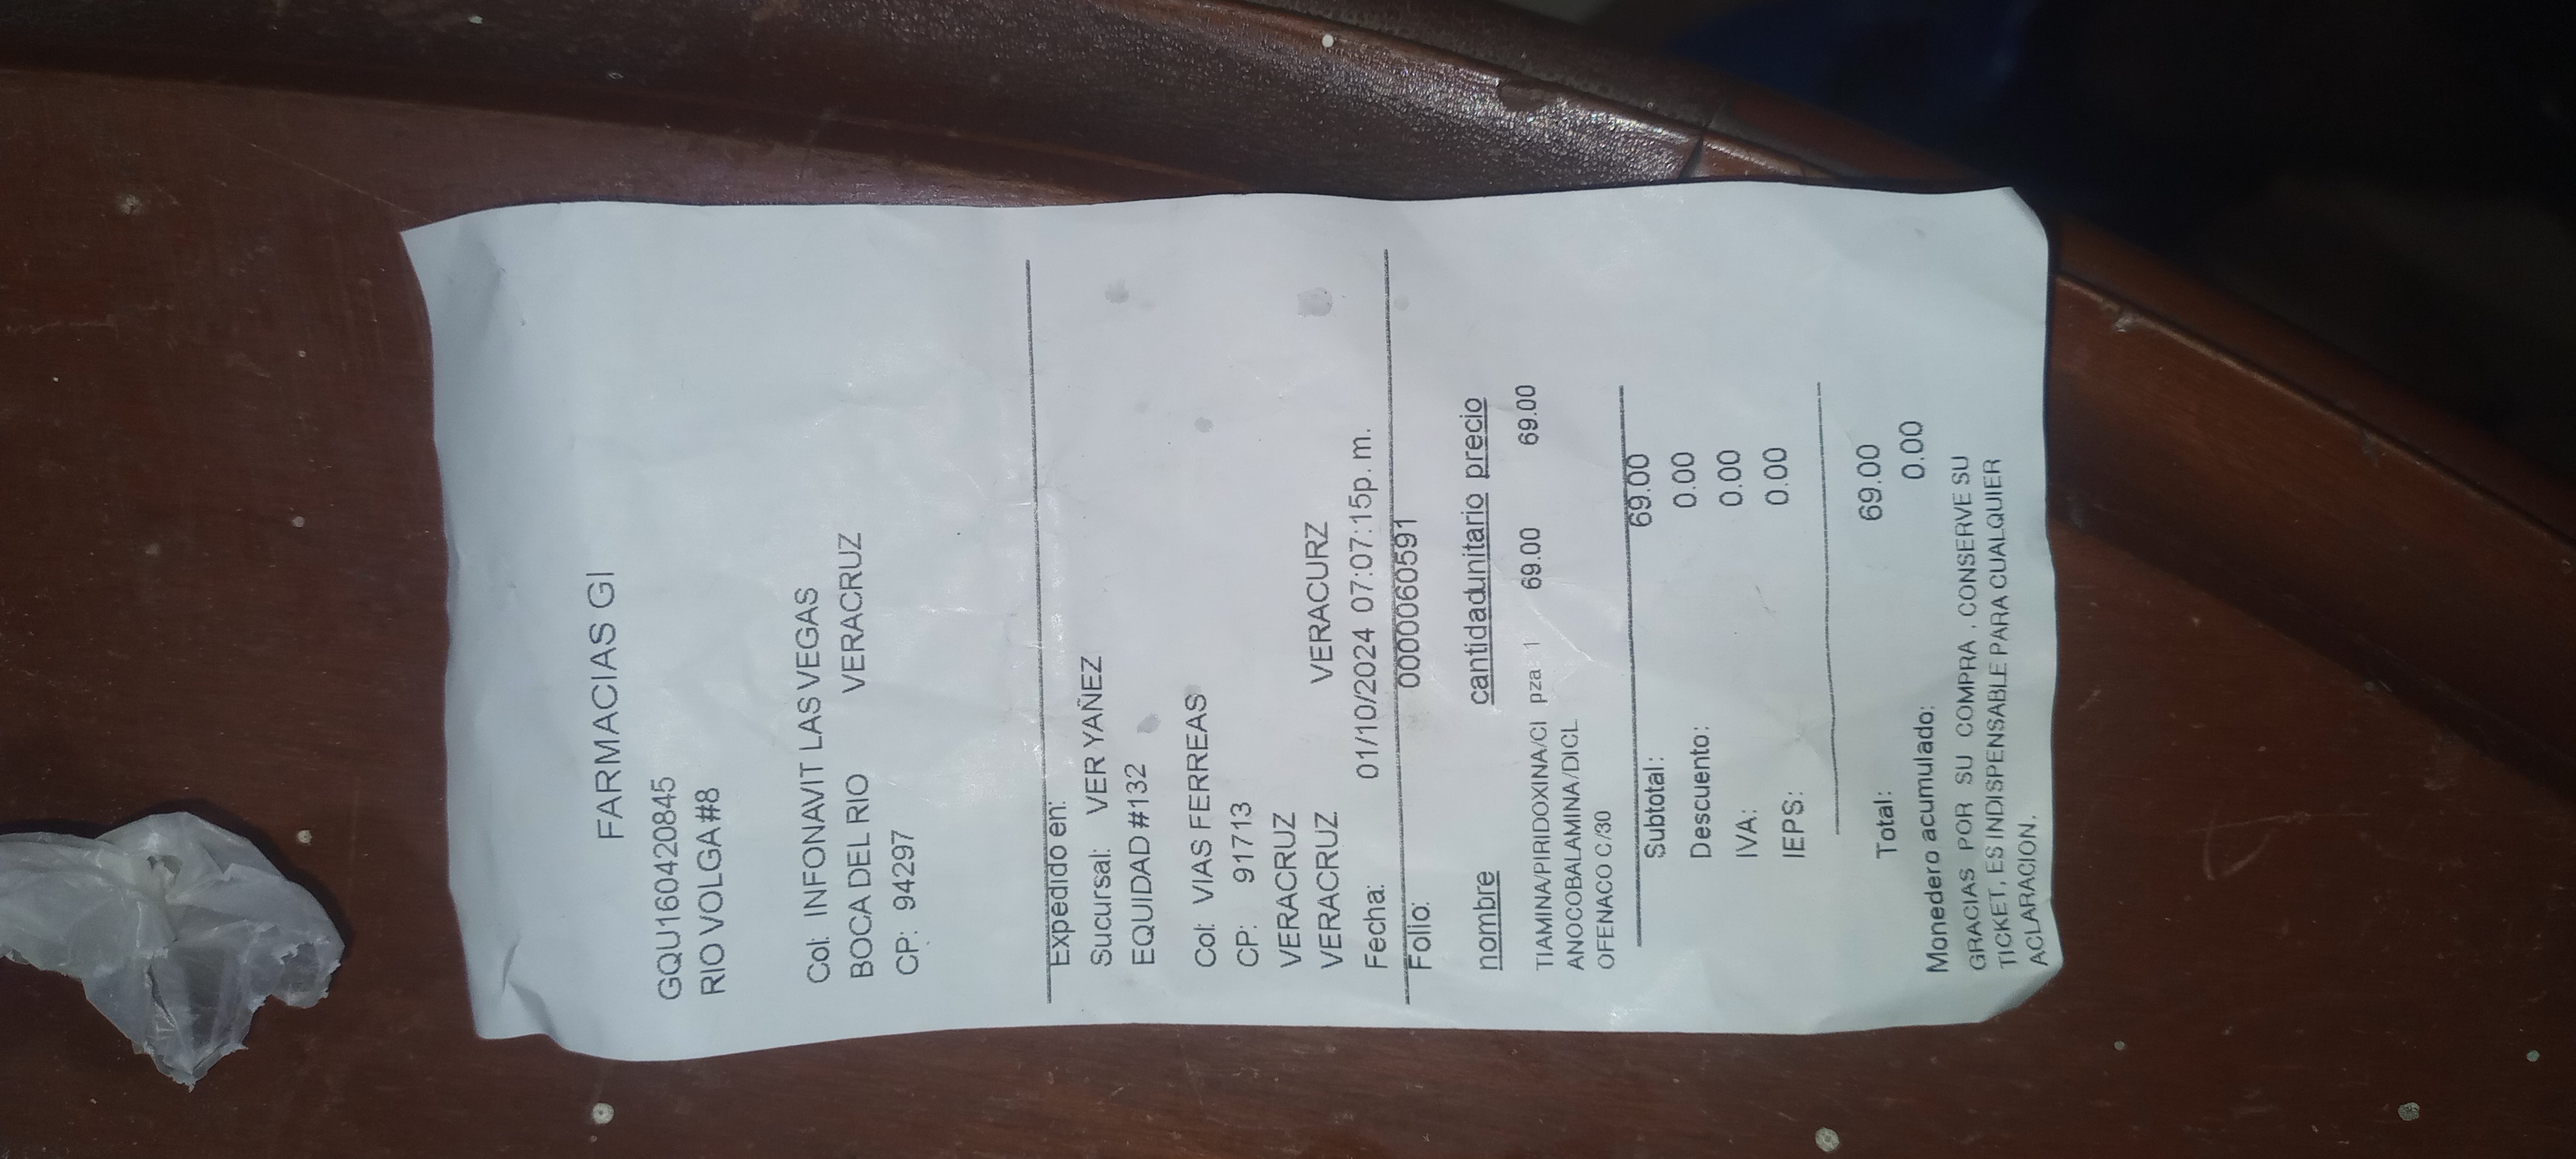 FARMACIAS GI
GQU160420845
RIO VOLGA##8
Col: INFONAVIT LAS VEGAS
BOCA DEL RIO VERACRUZ
CP: 94297
Expedido en:
Sucursal: VER YAÑEZ
EQUIDAD ##132
Col: VIAS FERREAS
CP: 91713
VERACRUZ
VERACRUZ VERACURZ
Fecha: 01/10/2024 07:07:15p. m.
Folio: 0000060591
nombre cantidadunitario precio
TIAMINA/PIRIDOXINA/CI pza: 1 69.00 69.00
ANOCOBALAMINA/DICL
OFENACO C/30
Subtotal: 69.00
Descuento: 0.00
IVA: 0.00
IEPS: 0.00
Total: 69.00
Monedero acumulado: 0.00
GRACIAS POR SU COMPRA , CONSERVE SU
TICKET, ES INDISPENSABLE PARA CUALQUIER
ACLARACION.